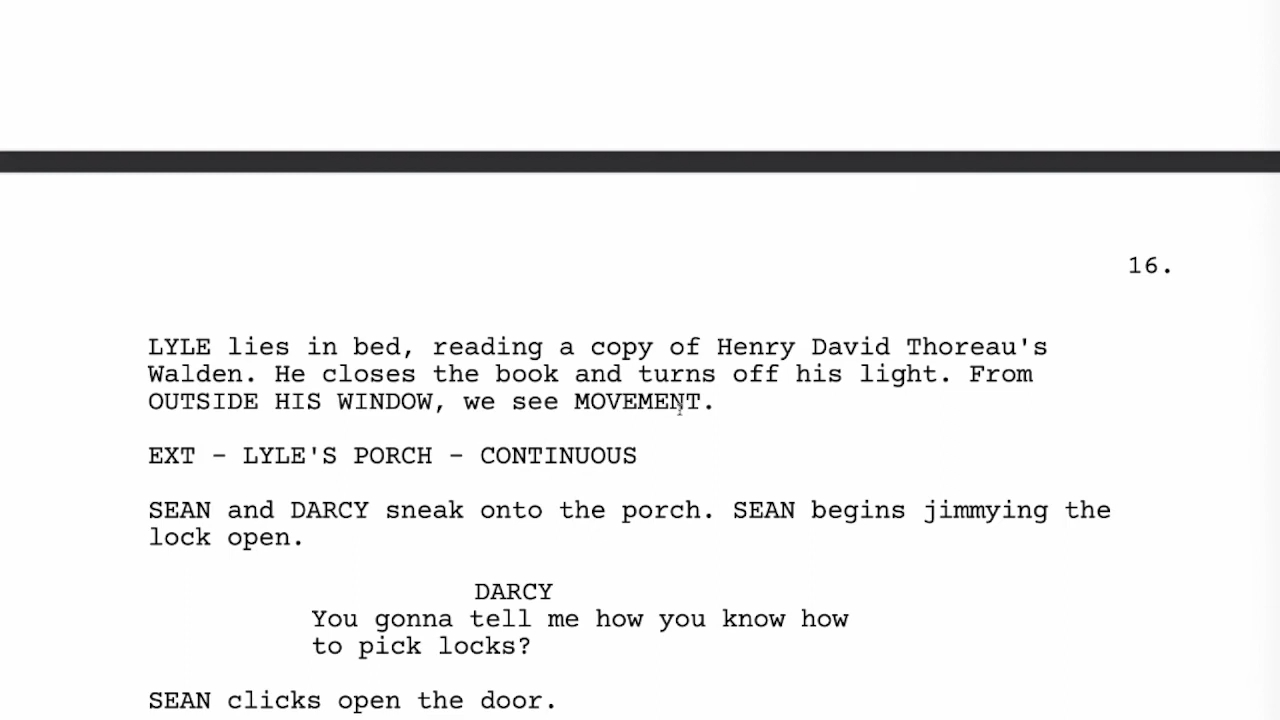 16.
LYLE lies in bed, reading a copy of Henry David Thoreau's
Walden. He closes the book and turns off his light. From
OUTSIDE HIS WINDOW, we see MOVEMENT.
EXT - LYLE'S PORCH - CONTINUOUS
SEAN and DARCY sneak onto the porch. SEAN begins jimmying the
lock open.
DARCY
You gonna tell me how you know how
to pick locks?
SEAN clicks open the door.